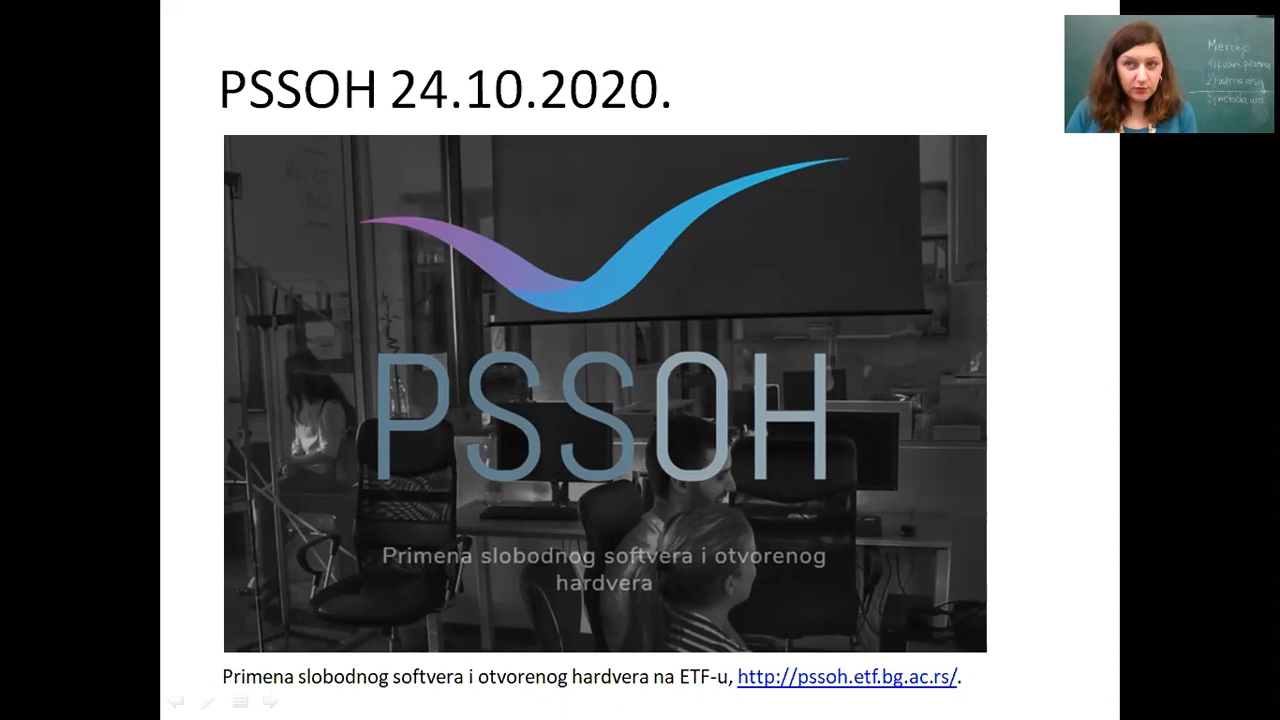 PSSOH 24.10.2020.
Merenje
PSSOH
Primena slobodnog softvera i otvorenog
hardvera
Primena slobodnog softvera i otvorenog hardvera na ETF-u, http://pssoh.etf.bg.ac.rs/.